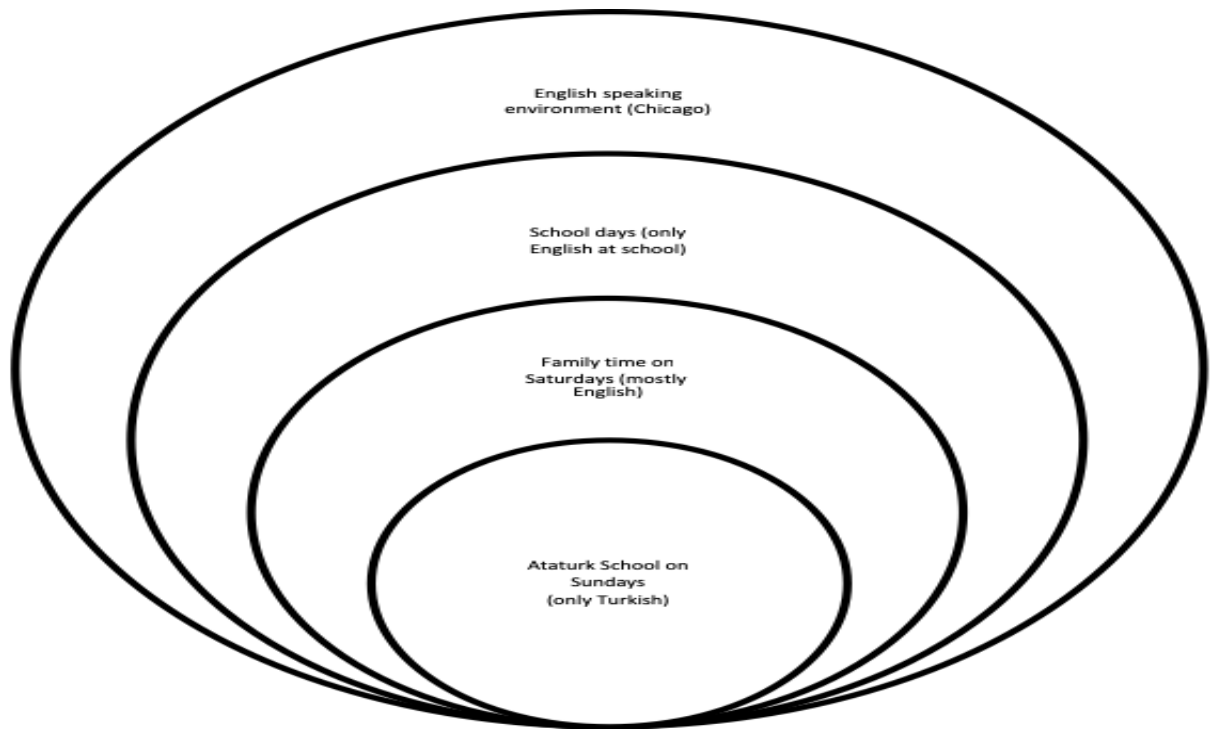 English speaking
environment (Chicago)
School days (only
English at school)
Family time on
Saturdays (mostly
English)
Ataturk School on
Sundays
(only Turkish)